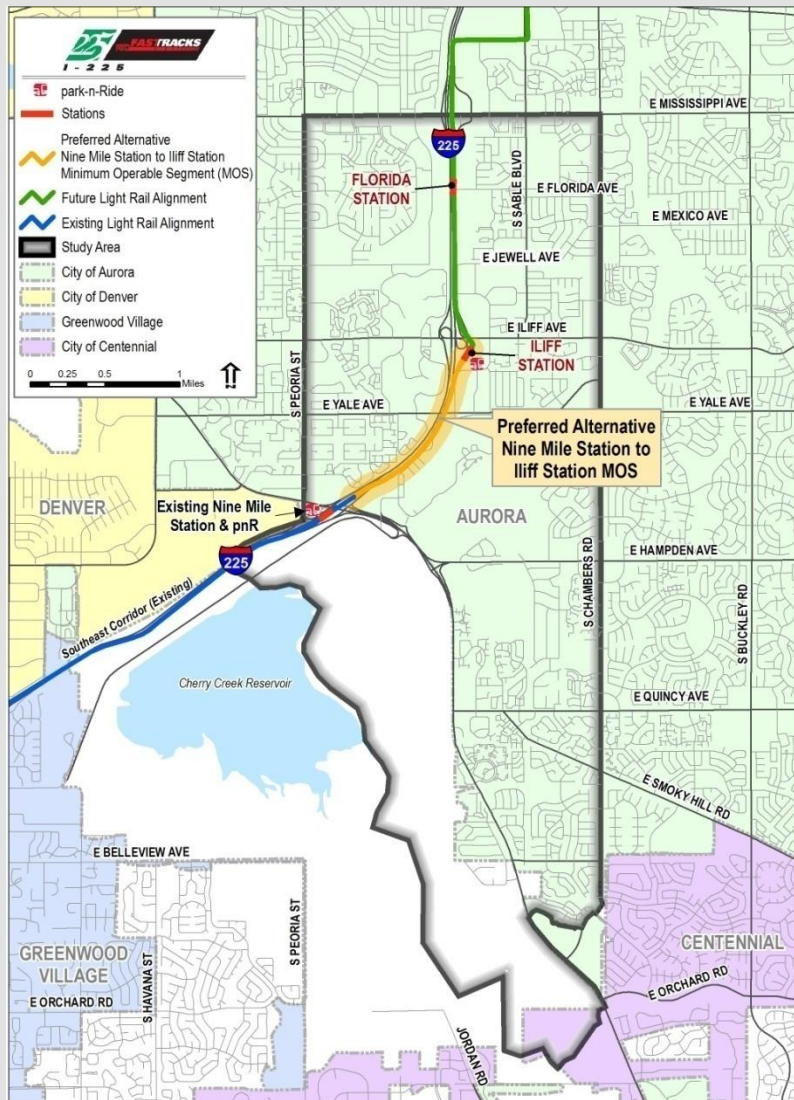 225
FASTRACKS
I-225
park-n-Ride
Stations
Preferred Alternative
Nine Mile Station to Iliff Station
Minimum Operable Segment (MOS)
Future Light Rail Alignment
Existing Light Rail Alignment
Study Area
City of Aurora
City of Denver
Greenwood Village
City of Centennial
0 0.25 0.5 1
Miles
E MISSISSIPPI AVE
225
FLORIDA
STATION
S SABLE BLVD
E FLORIDA AVE
E MEXICO AVE
E JEWELL AVE
E ILIFF AVE
ILIFF
STATION
S PEORIA ST
E YALE AVE
E YALE AVE
Preferred Alternative
Nine Mile Station to
Iliff Station MOS
DENVER
Existing Nine Mile
Station & pnR
AURORA
225
E HAMPDEN AVE
S CHAMBERS RD
S BUCKLEY RD
Southeast Corridor (Existing)
Cherry Creek Reservoir
E QUINCY AVE
E SMOKY HILL RD
E BELLEVIEW AVE
S PEORIA ST
GREENWOOD
VILLAGE
S HAVANA ST
CENTENNIAL
E ORCHARD RD
E ORCHARD RD
JORDAN RD